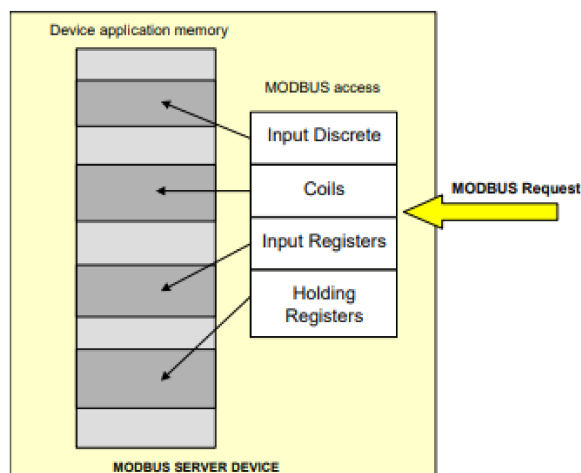 Device application memory
MODBUS access
Input Discrete
Coils
MODBUS Request
Input Registers
Holding
Registers
MODBUS SERVER DEVICE